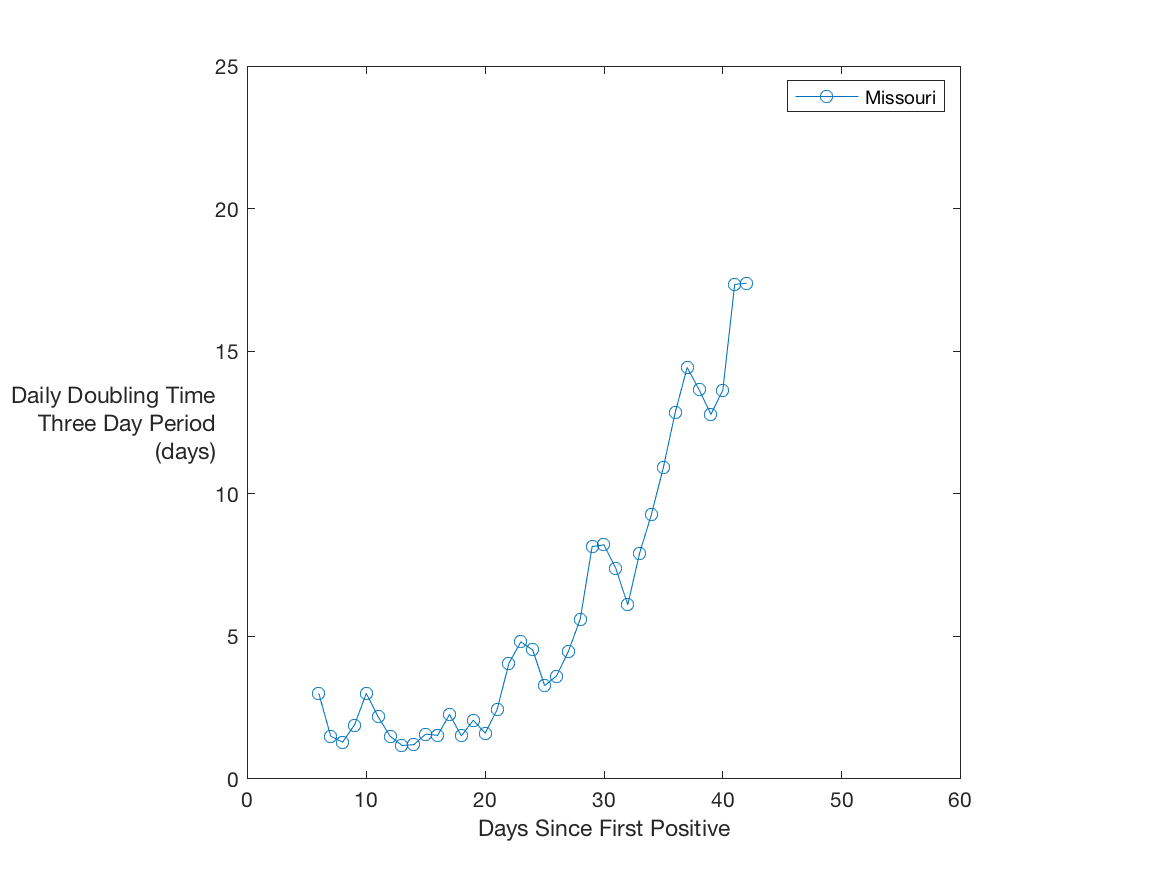 25
20
15
10
5
0
Daily Doubling Time
Three Day Period
(days)
Missouri
0 10 20 30 40 50 60
Days Since First Positive